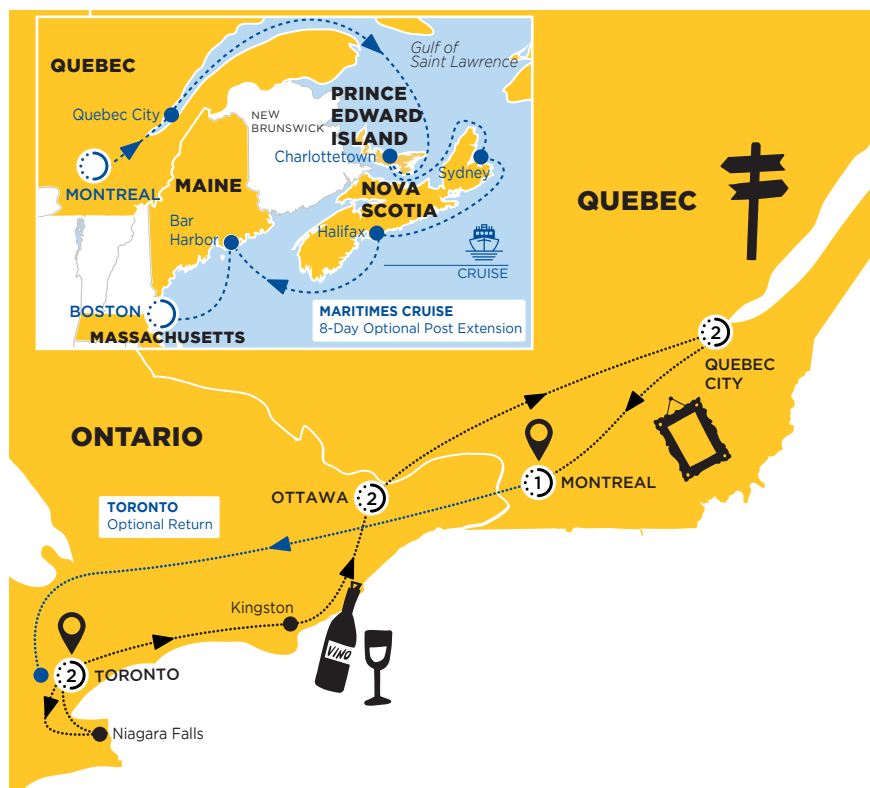 Gulf of
Saint Lawrence
QUEBEC
PRINCE
EDWARD
ISLAND
NEW
BRUNSWICK
Quebec City
Charlottetown
Sydney
MONTREAL
MAINE
NOVA
SCOTIA
Bar
Harbor
Halifax
CRUISE
BOSTON
MASSACHUSETTS
MARITIMES CRUISE
8-Day Optional Post Extension
QUEBEC
2
QUEBEC
CITY
ONTARIO
OTTAWA
2
1
MONTREAL
TORONTO
Optional Return
Kingston
VINO
2
TORONTO
Niagara Falls